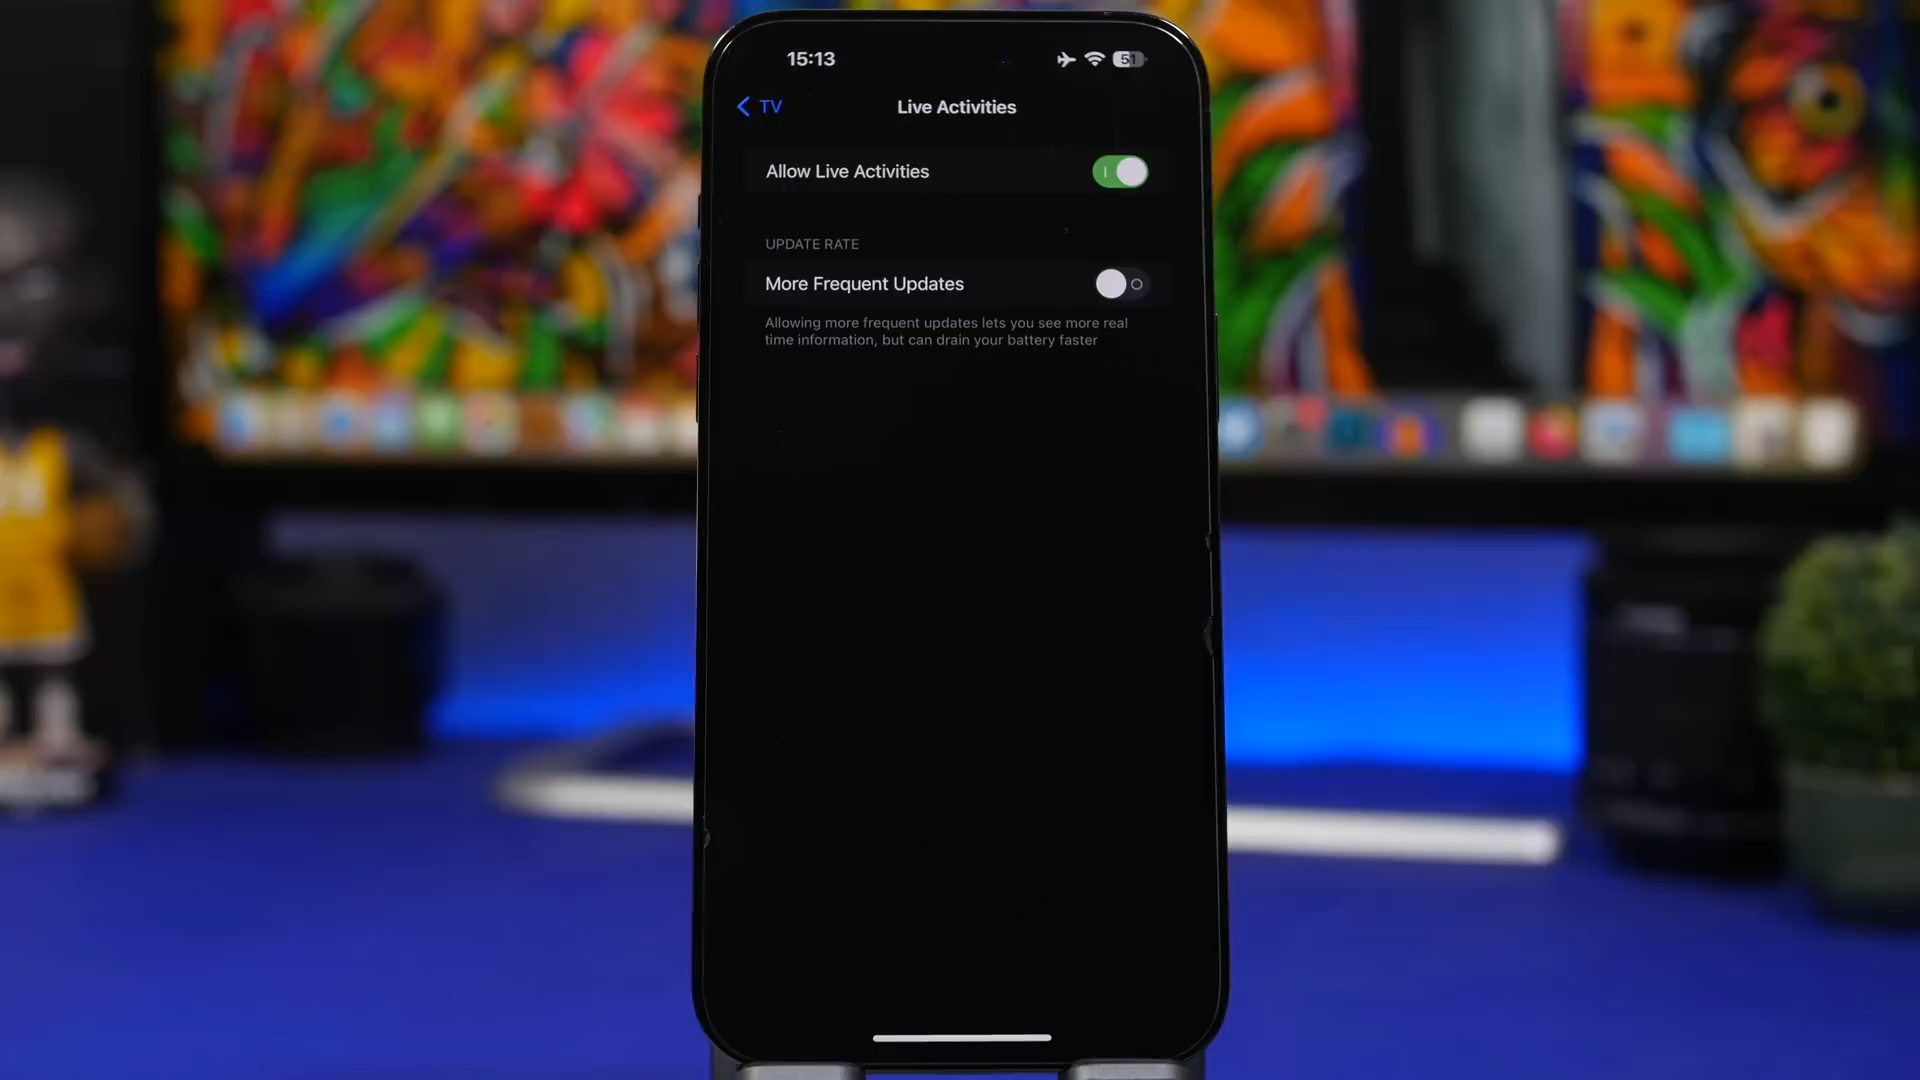 15:13
51
TV
Live Activities
Allow Live Activities
UPDATE RATE
More Frequent Updates
Allowing more frequent updates lets you see more real
time information, but can drain your battery faster